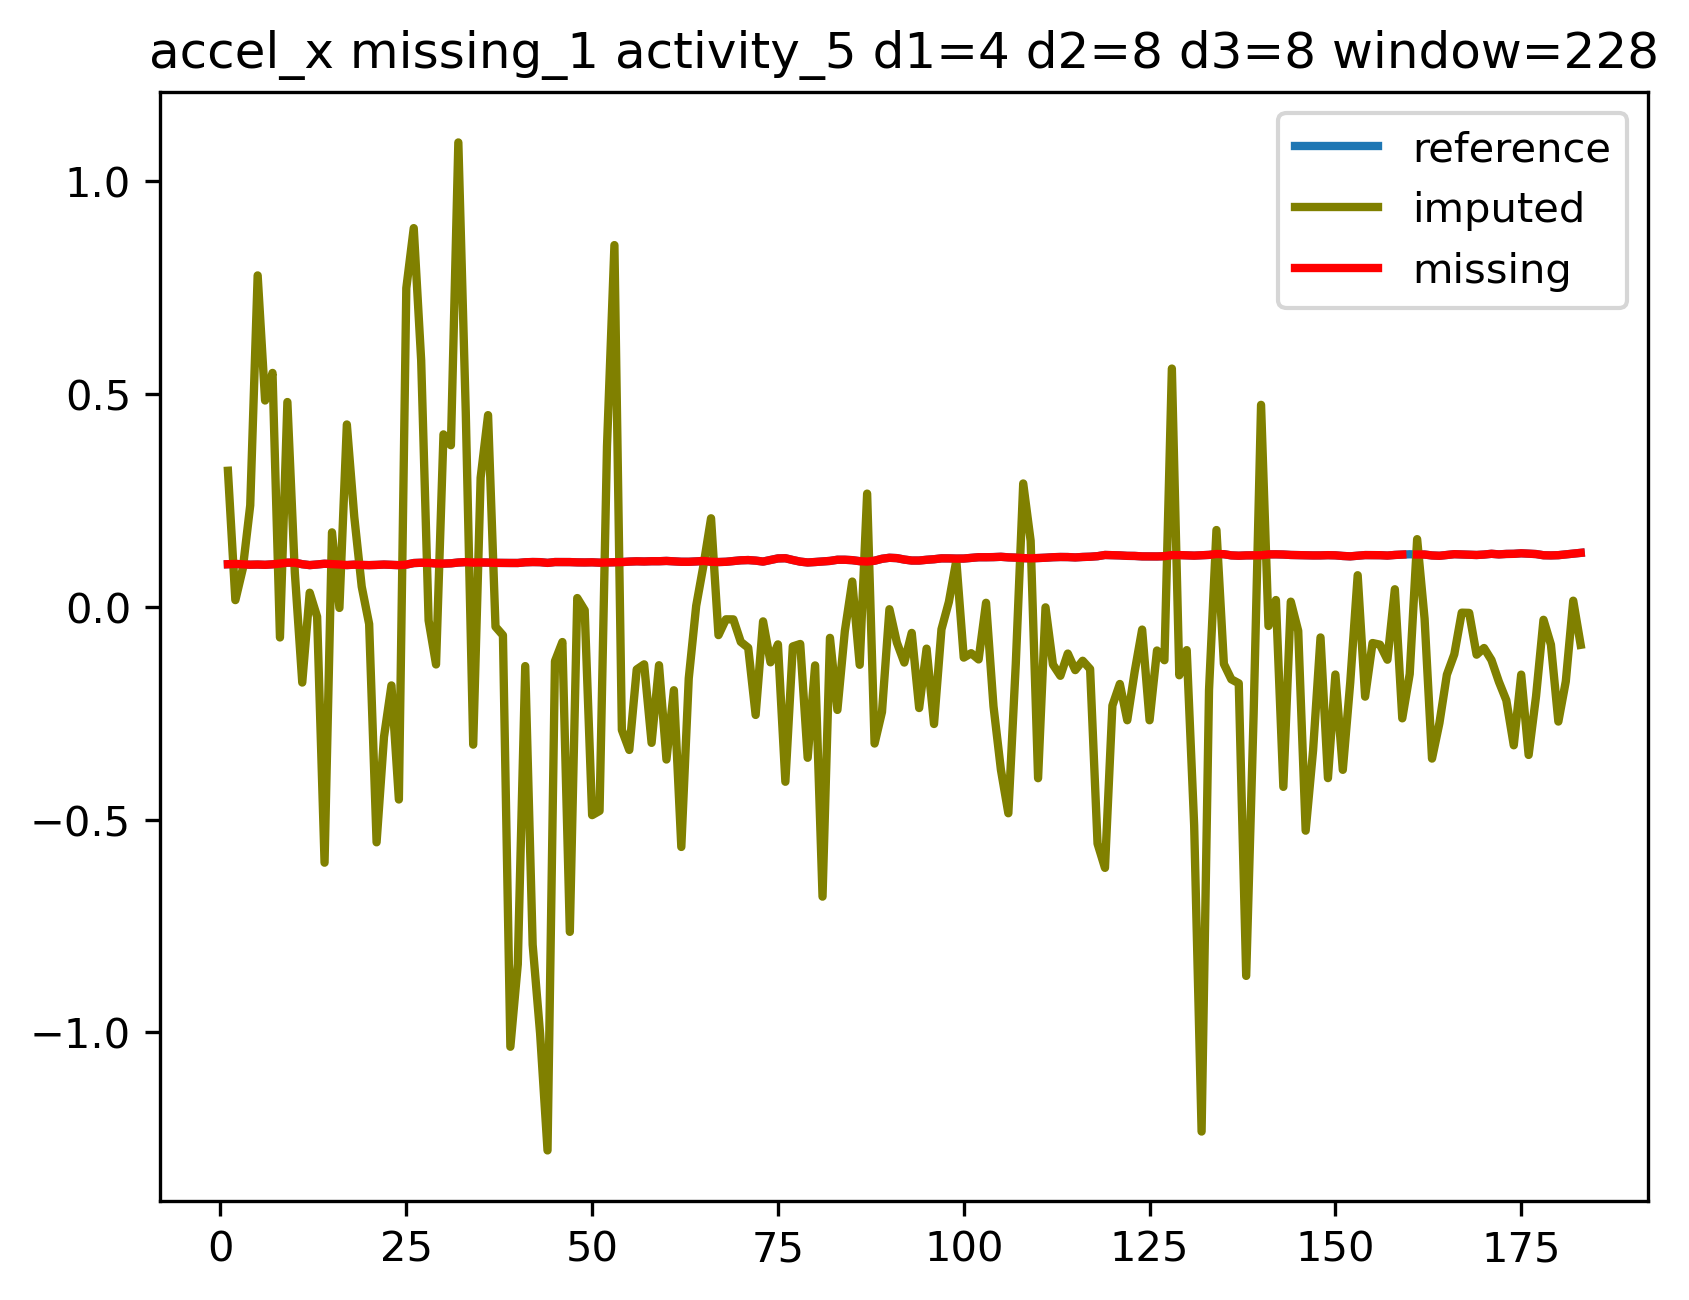 accel_x missing_1 activity_5 d1=4 d2=8 d3=8 window=228
reference
imputed
missing
1.0
0.5
0.0
−0.5
−1.0
0 25 50 75 100 125 150 175